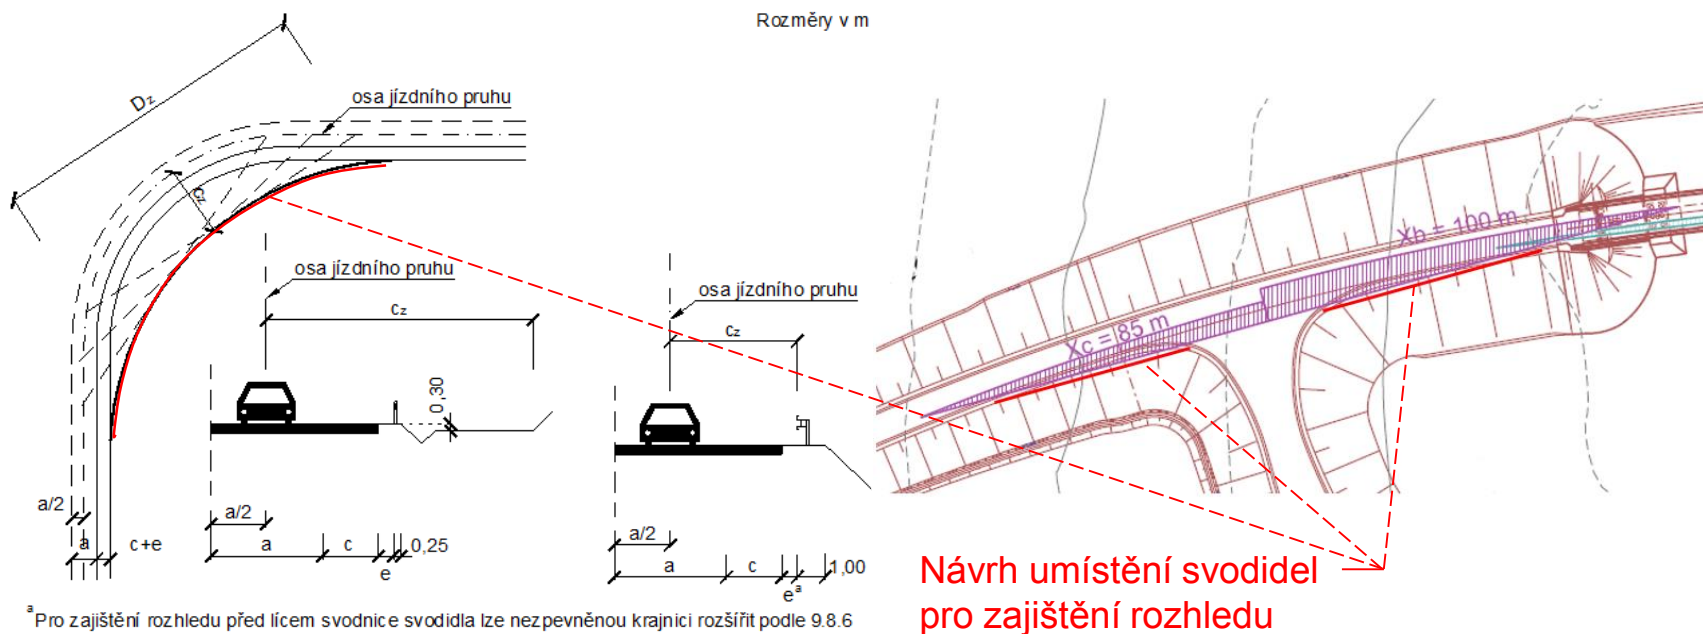 Rozměry v m
Dz
osa jízdního pruhu
cz
osa jízdního pruhu
cz
0,30
osa jízdního pruhu
cz
Xb = 100 m
Xc = 85 m
a/2
a
c+e
a/2
a
c
0,25
e
a/2
a
c
1,00
eª
Návrh umístění svodidel
pro zajištění rozhledu
ªPro zajištění rozhledu před lícem svodnice svodidla lze nezpevněnou krajnici rozšířit podle 9.8.6